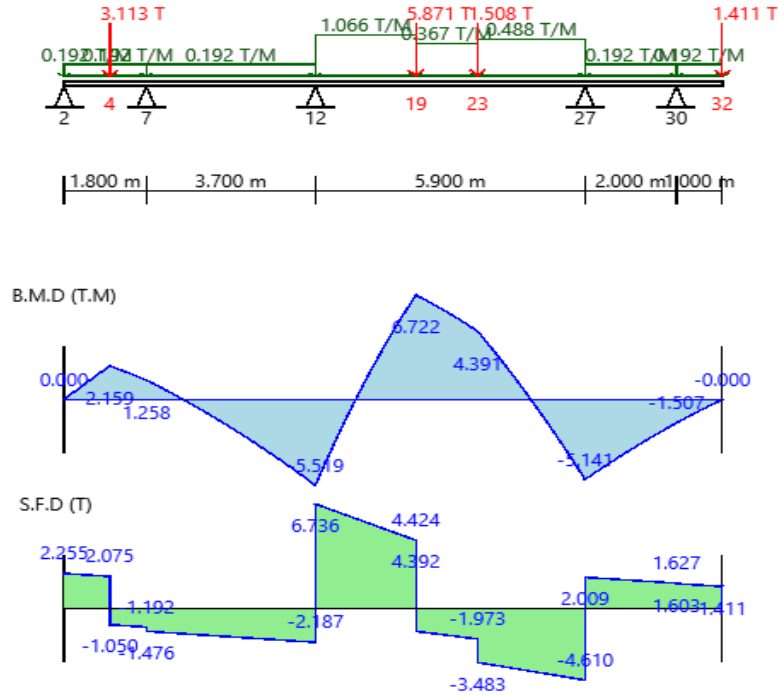 3.113 T 5.871 T 1.508 T 1.411 T
1.066 T/M
0.367 T/M 0.488 T/M
0.192 T/M 0.192 T/M 0.192 T/M 0.192 T/M 0.192 T/M
2 4 7 12 19 23 27 30 32
1.800 m 3.700 m 5.900 m 2.000 m 1.000 m
B.M.D (T.M)
0.000 2.159 1.258 -5.519 6.722 4.391 -5.141 -1.507 -0.000
S.F.D (T)
2.255 2.075 6.736 4.424 1.627
4.392
-1.192 -2.187 -1.973 2.009 1.603 1.411
-1.050 -1.476 -3.483 -4.610